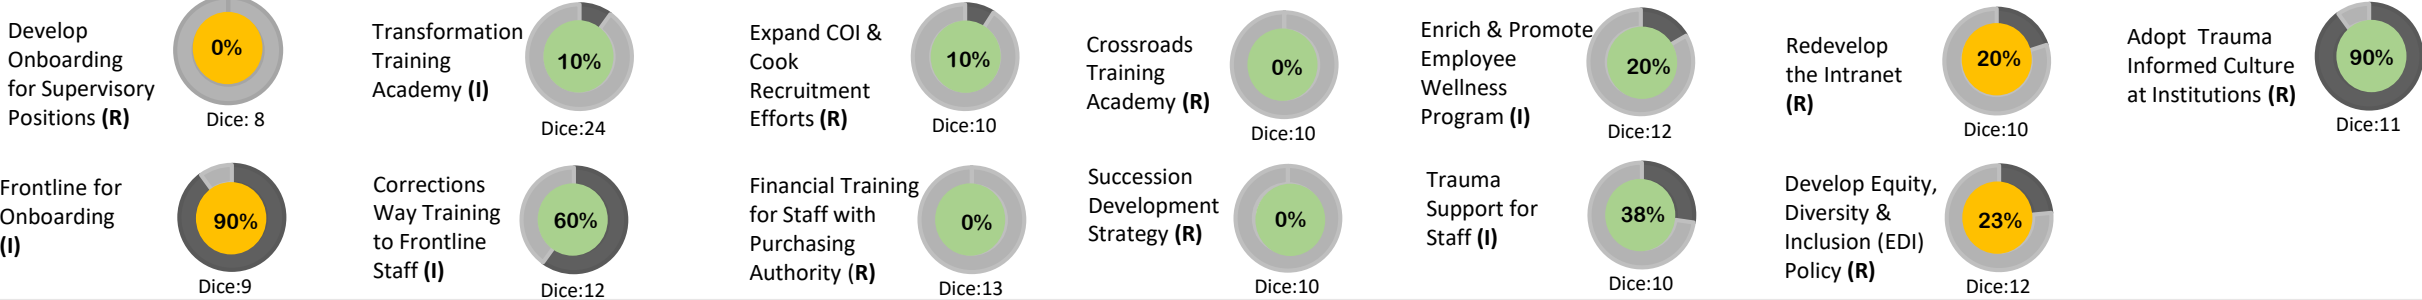 Develop
Onboarding
for Supervisory
Positions (R)
0%
Dice: 8
Transformation
Training
Academy (I)
10%
Dice:24
Expand COI &
Cook
Recruitment
Efforts (R)
10%
Dice:10
Crossroads
Training
Academy (R)
0%
Dice:10
Enrich & Promote
Employee
Wellness
Program (I)
20%
Dice:12
Redevelop
the Intranet
(R)
20%
Dice:10
Adopt Trauma
Informed Culture
at Institutions (R)
90%
Dice:11
Frontline for
Onboarding
(I)
90%
Dice:9
Corrections
Way Training
to Frontline
Staff (I)
60%
Dice:12
Financial Training
for Staff with
Purchasing
Authority (R)
0%
Dice:13
Succession
Development
Strategy (R)
0%
Dice:10
Trauma
Support for
Staff (I)
38%
Dice:10
Develop Equity,
Diversity &
Inclusion (EDI)
Policy (R)
23%
Dice:12